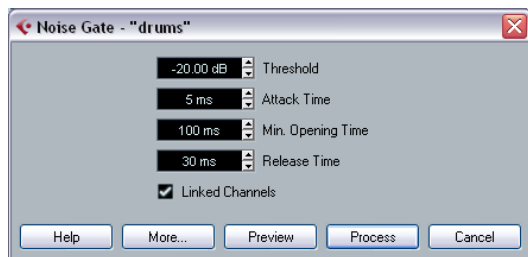 Noise Gate - "drums"
-20.00 dB Threshold
5 ms Attack Time
100 ms Min. Opening Time
30 ms Release Time
Linked Channels
Help More... Preview Process Cancel